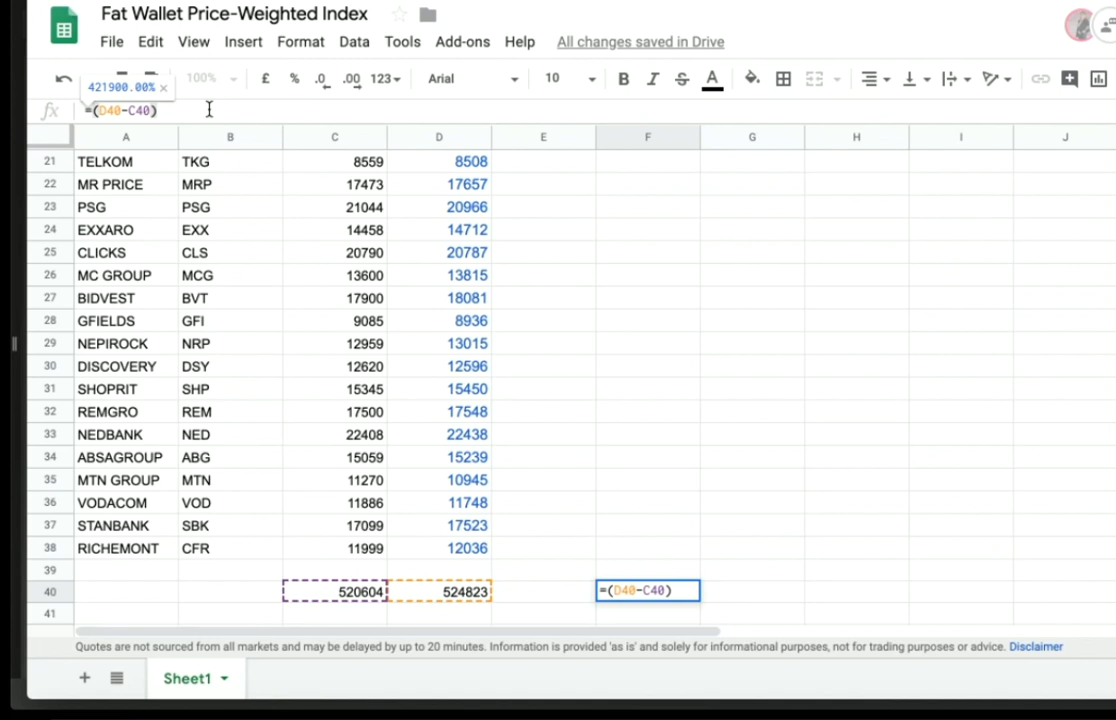 Fat Wallet Price-Weighted Index
File Edit View Insert Format Data Tools Add-ons Help All changes saved in Drive
100% £ % .0 .00 123 Arial 10 B I S A
421900.00% ×
fx =(D40-C40)
A B C D E F G H I J
21 TELKOM TKG 8559 8508
22 MR PRICE MRP 17473 17657
23 PSG PSG 21044 20966
24 EXXARO EXX 14458 14712
25 CLICKS CLS 20790 20787
26 MC GROUP MCG 13600 13815
27 BIDVEST BVT 17900 18081
28 GFIELDS GFI 9085 8936
29 NEPIROCK NRP 12959 13015
30 DISCOVERY DSY 12620 12596
31 SHOPRIT SHP 15345 15450
32 REMGRO REM 17500 17548
33 NEDBANK NED 22408 22438
34 ABSAGROUP ABG 15059 15239
35 MTN GROUP MTN 11270 10945
36 VODACOM VOD 11886 11748
37 STANBANK SBK 17099 17523
38 RICHEMONT CFR 11999 12036
39
40 520604 524823 =(D40-C40)
41
Quotes are not sourced from all markets and may be delayed by up to 20 minutes. Information is provided 'as is' and solely for informational purposes, not for trading purposes or advice. Disclaimer
+ Sheet1